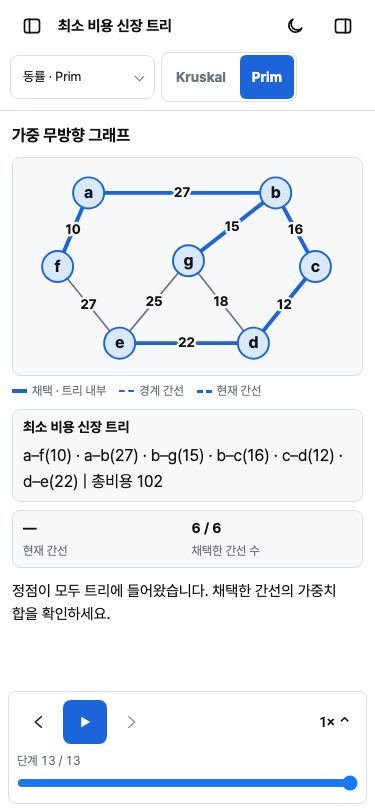 최소 비용 신장 트리
동률 · Prim
Kruskal
Prim
가중 무방향 그래프
a
27
b
10
15
16
f
g
c
27
25
18
12
e
22
d
채택 · 트리 내부
경계 간선
현재 간선
최소 비용 신장 트리
a–f(10) · a–b(27) · b–g(15) · b–c(16) · c–d(12) ·
d–e(22) | 총비용 102
—
6 / 6
현재 간선
채택한 간선 수
정점이 모두 트리에 들어왔습니다. 채택한 간선의 가중치
합을 확인하세요.
1×
단계 13 / 13